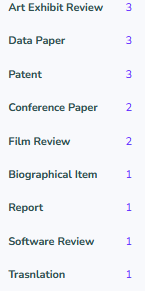 Art Exhibit Review 3
Data Paper 3
Patent 3
Conference Paper 2
Film Review 2
Biographical Item 1
Report 1
Software Review 1
Trasnlation 1